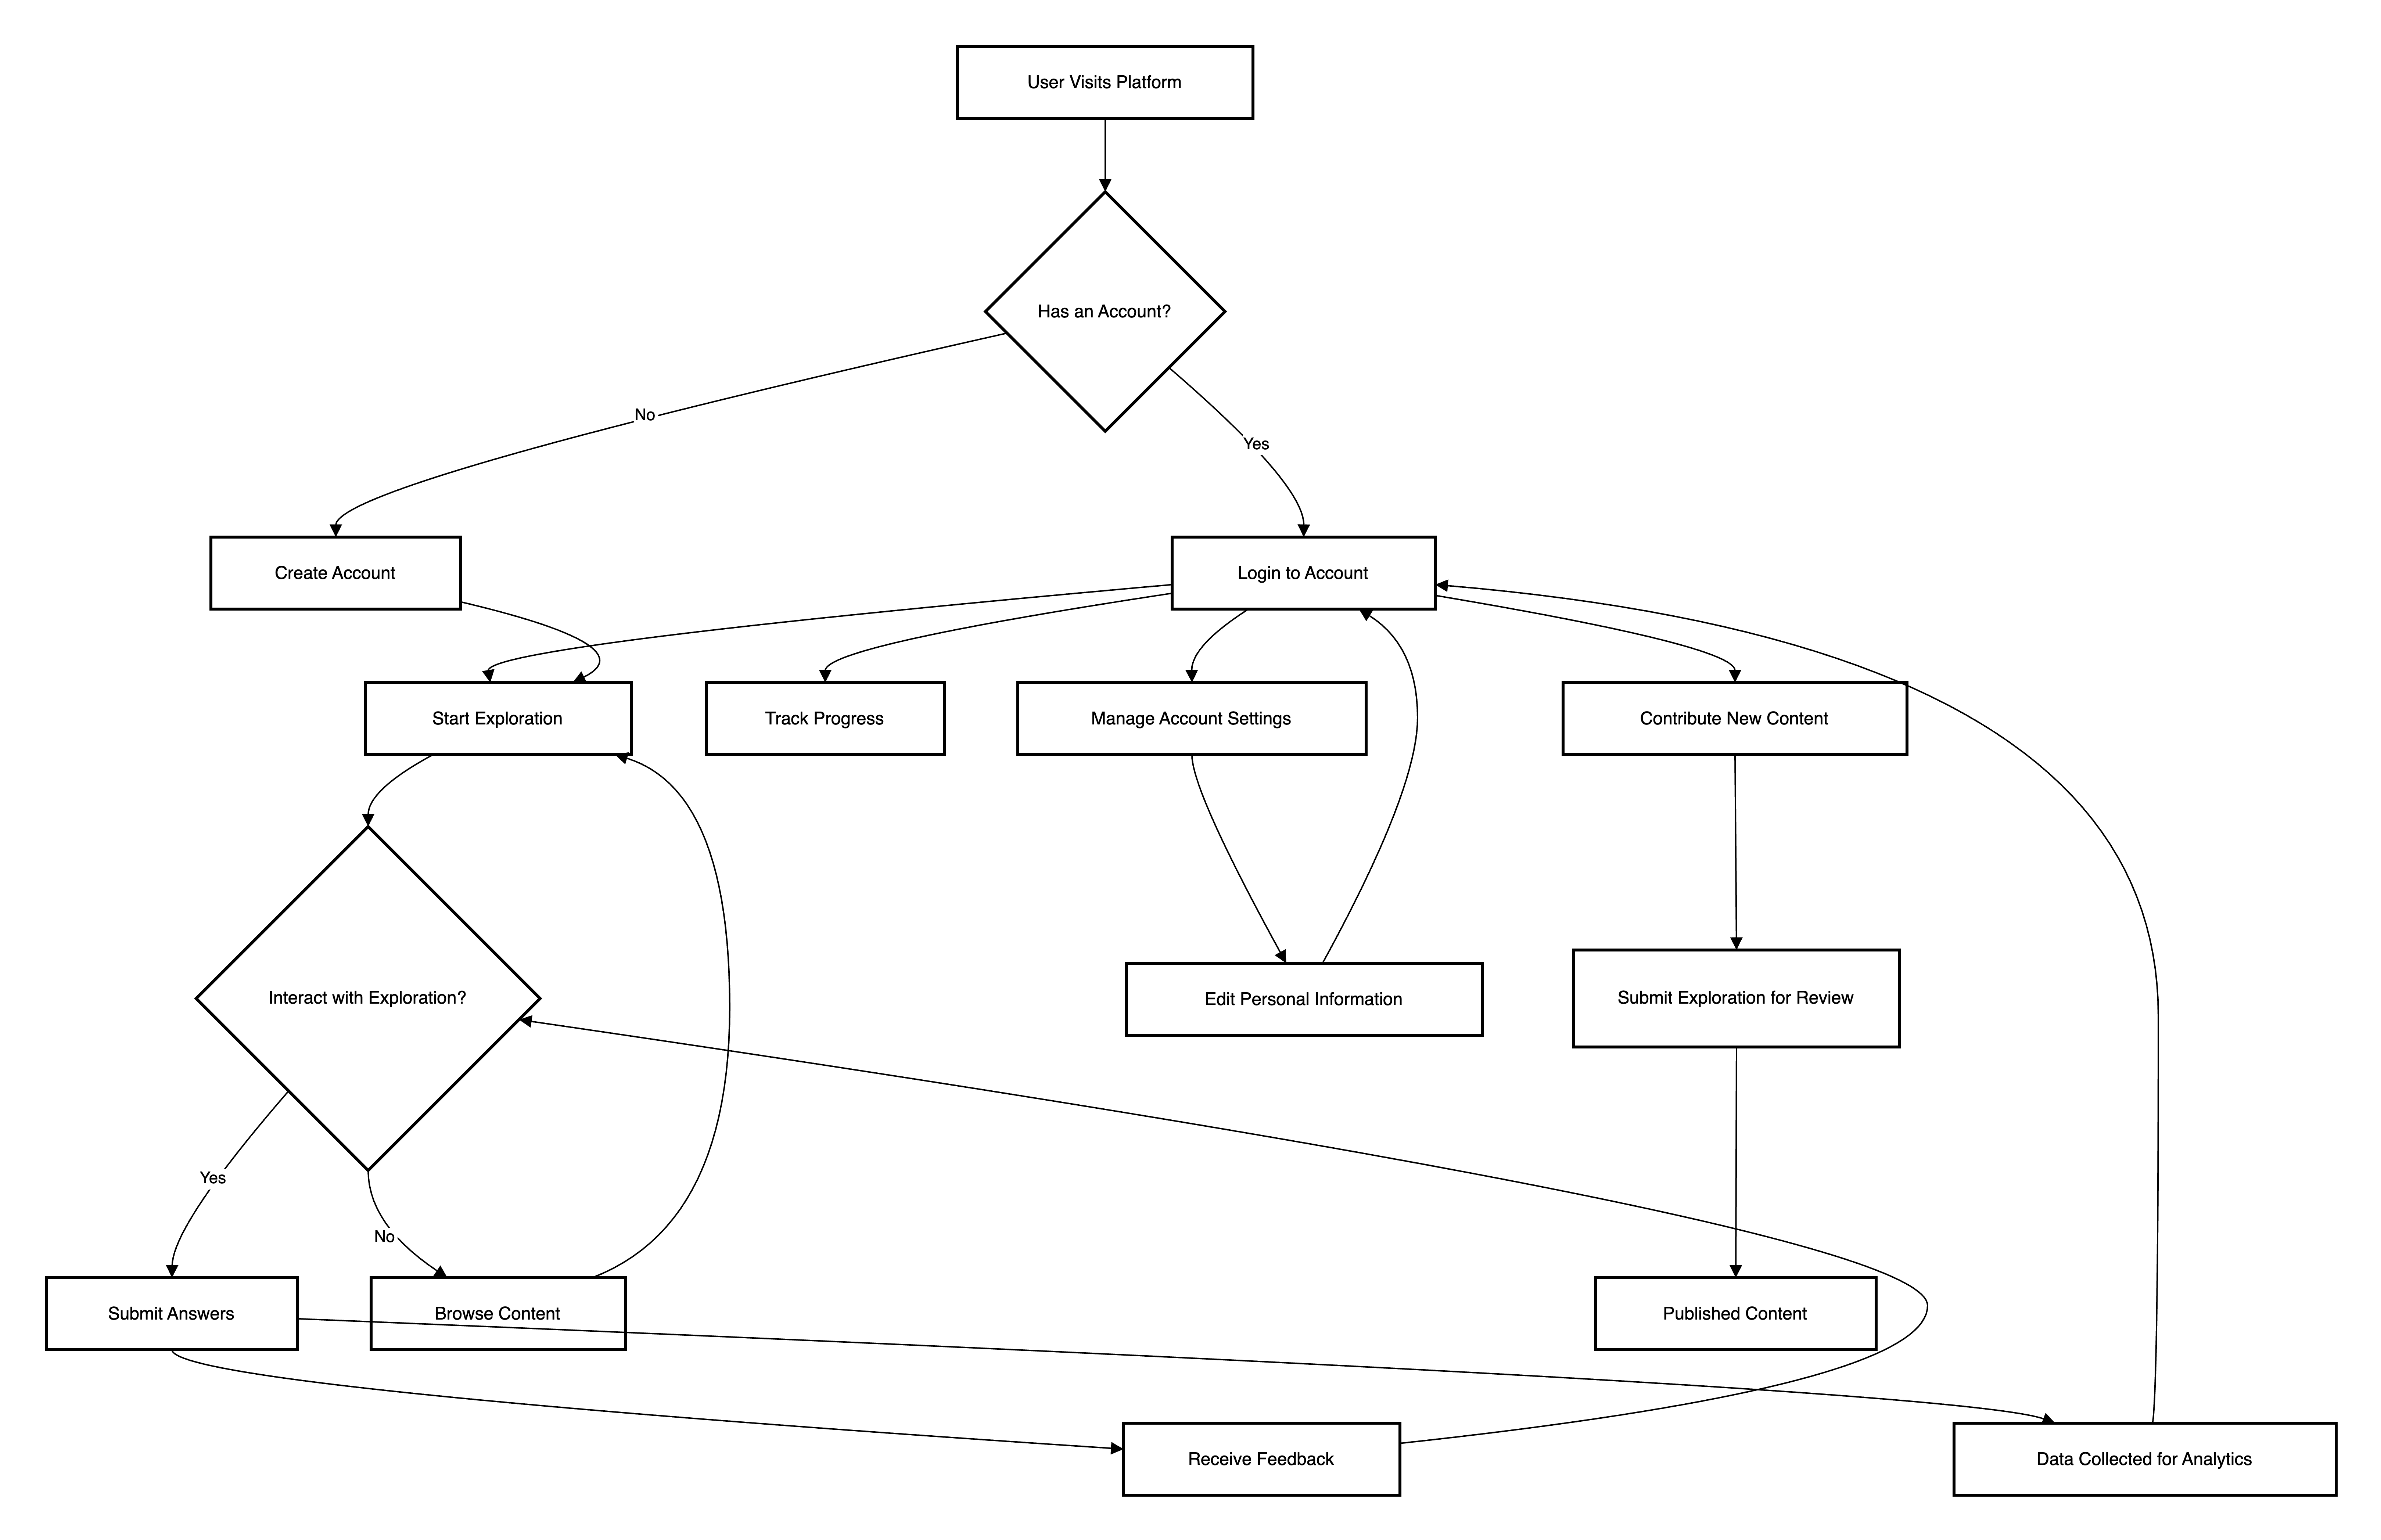 User Visits Platform
Has an Account?
No
Yes
Create Account
Login to Account
Start Exploration
Track Progress
Manage Account Settings
Contribute New Content
Interact with Exploration?
Edit Personal Information
Submit Exploration for Review
Yes
No
Submit Answers
Browse Content
Published Content
Receive Feedback
Data Collected for Analytics